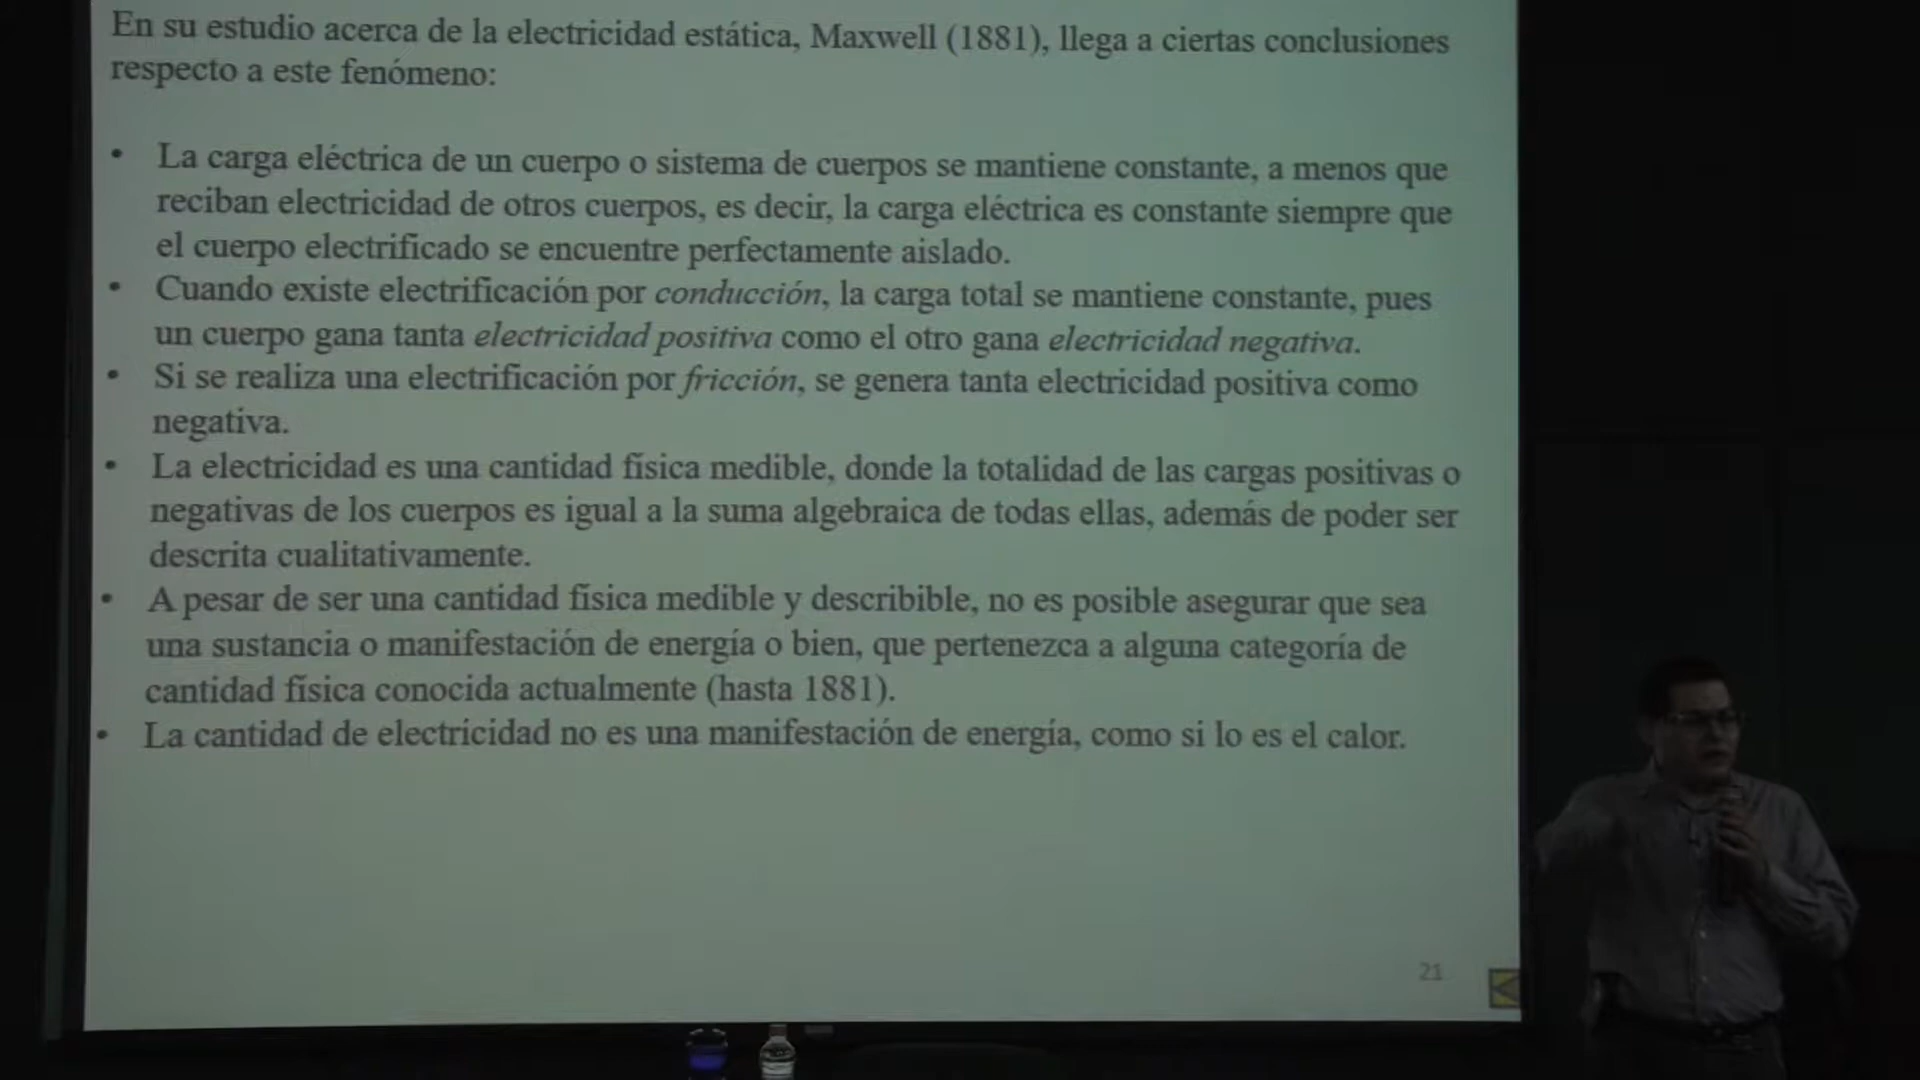 En su estudio acerca de la electricidad estática, Maxwell (1881), llega a ciertas conclusiones
respecto a este fenómeno:
• La carga eléctrica de un cuerpo o sistema de cuerpos se mantiene constante, a menos que
reciban electricidad de otros cuerpos, es decir, la carga eléctrica es constante siempre que
el cuerpo electrificado se encuentre perfectamente aislado.
• Cuando existe electrificación por conducción, la carga total se mantiene constante, pues
un cuerpo gana tanta electricidad positiva como el otro gana electricidad negativa.
• Si se realiza una electrificación por fricción, se genera tanta electricidad positiva como
negativa.
• La electricidad es una cantidad física medible, donde la totalidad de las cargas positivas o
negativas de los cuerpos es igual a la suma algebraica de todas ellas, además de poder ser
descrita cualitativamente.
• A pesar de ser una cantidad física medible y describible, no es posible asegurar que sea
una sustancia o manifestación de energía o bien, que pertenezca a alguna categoría de
cantidad física conocida actualmente (hasta 1881).
• La cantidad de electricidad no es una manifestación de energía, como si lo es el calor.
21